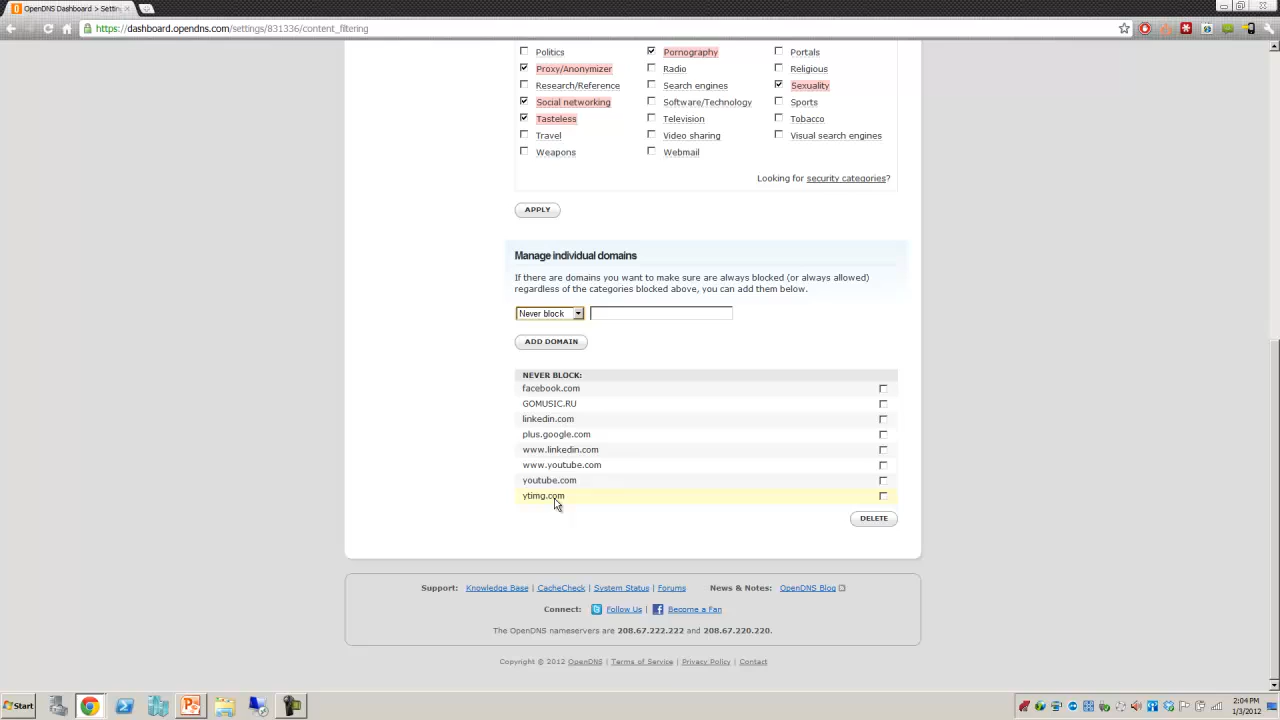 OpenDNS Dashboard > Settin
https://dashboard.opendns.com/settings/831336/content_filtering
Politics Pornography Portals
Proxy/Anonymizer Radio Religious
Research/Reference Search engines Sexuality
Social networking Software/Technology Sports
Tasteless Television Tobacco
Travel Video sharing Visual search engines
Weapons Webmail
Looking for security categories?
APPLY
Manage individual domains
If there are domains you want to make sure are always blocked (or always allowed)
regardless of the categories blocked above, you can add them below.
Never block
ADD DOMAIN
NEVER BLOCK:
facebook.com
GOMUSIC.RU
linkedin.com
plus.google.com
www.linkedin.com
www.youtube.com
youtube.com
ytimg.com
DELETE
Support: Knowledge Base | CacheCheck | System Status | Forums News & Notes: OpenDNS Blog
Connect: Follow Us | Become a Fan
The OpenDNS nameservers are 208.67.222.222 and 208.67.220.220.
Copyright © 2012 OpenDNS | Terms of Service | Privacy Policy | Contact
Start
2:04 PM
1/3/2012